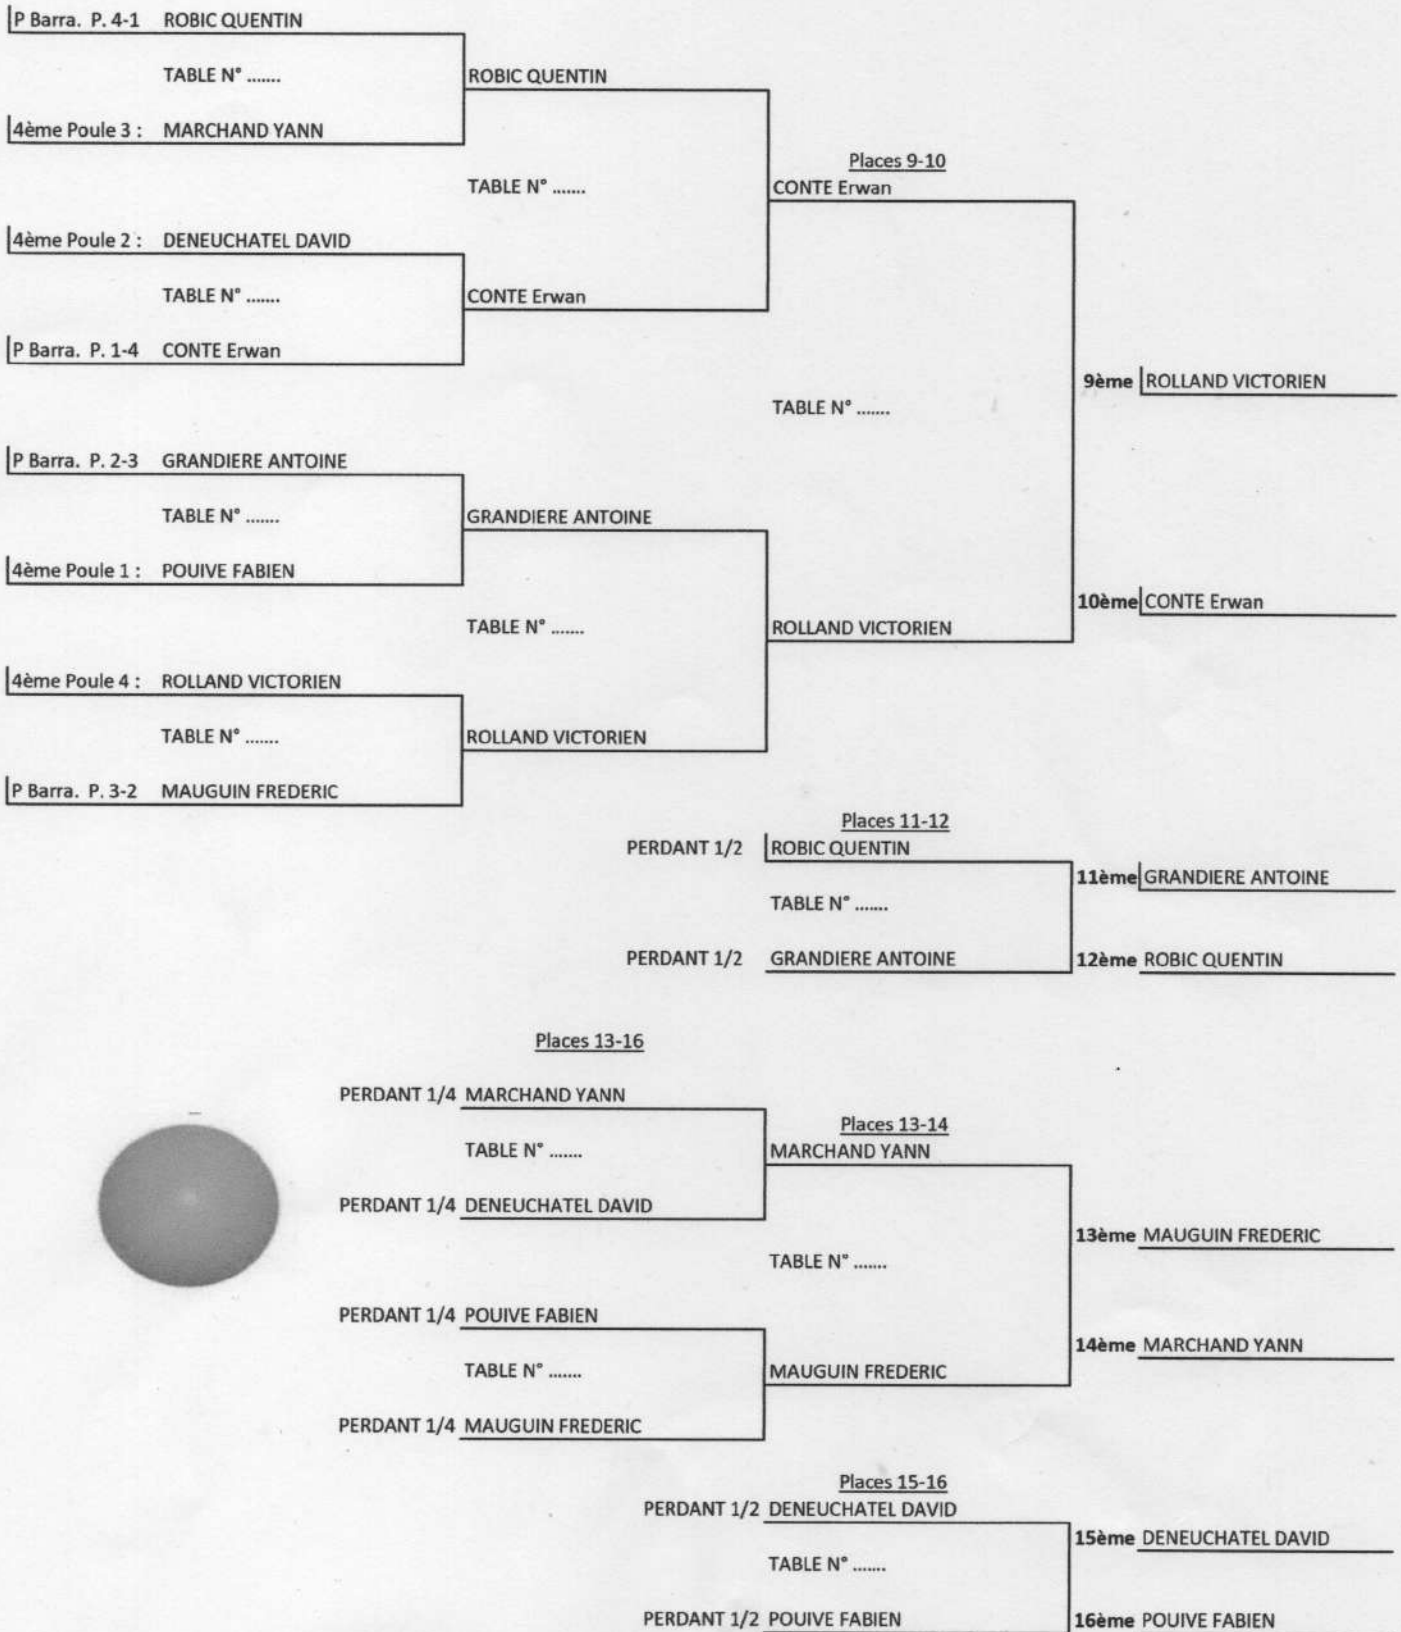 P Barra. P. 4-1 ROBIC QUENTIN
TABLE N° .......
ROBIC QUENTIN
4ème Poule 3 : MARCHAND YANN
Places 9-10
TABLE N° .......
CONTE Erwan
4ème Poule 2 : DENEUCHATEL DAVID
TABLE N° .......
CONTE Erwan
P Barra. P. 1-4 CONTE Erwan
9ème ROLLAND VICTORIEN
TABLE N° .......
P Barra. P. 2-3 GRANDIERE ANTOINE
TABLE N° .......
GRANDIERE ANTOINE
4ème Poule 1 : POUIVE FABIEN
10ème CONTE Erwan
TABLE N° .......
ROLLAND VICTORIEN
4ème Poule 4 : ROLLAND VICTORIEN
TABLE N° .......
ROLLAND VICTORIEN
P Barra. P. 3-2 MAUGUIN FREDERIC
Places 11-12
PERDANT 1/2 ROBIC QUENTIN
11ème GRANDIERE ANTOINE
TABLE N° .......
PERDANT 1/2 GRANDIERE ANTOINE
12ème ROBIC QUENTIN
Places 13-16
PERDANT 1/4 MARCHAND YANN
Places 13-14
TABLE N° .......
MARCHAND YANN
PERDANT 1/4 DENEUCHATEL DAVID
13ème MAUGUIN FREDERIC
TABLE N° .......
PERDANT 1/4 POUIVE FABIEN
14ème MARCHAND YANN
TABLE N° .......
MAUGUIN FREDERIC
PERDANT 1/4 MAUGUIN FREDERIC
Places 15-16
PERDANT 1/2 DENEUCHATEL DAVID
15ème DENEUCHATEL DAVID
TABLE N° .......
PERDANT 1/2 POUIVE FABIEN
16ème POUIVE FABIEN